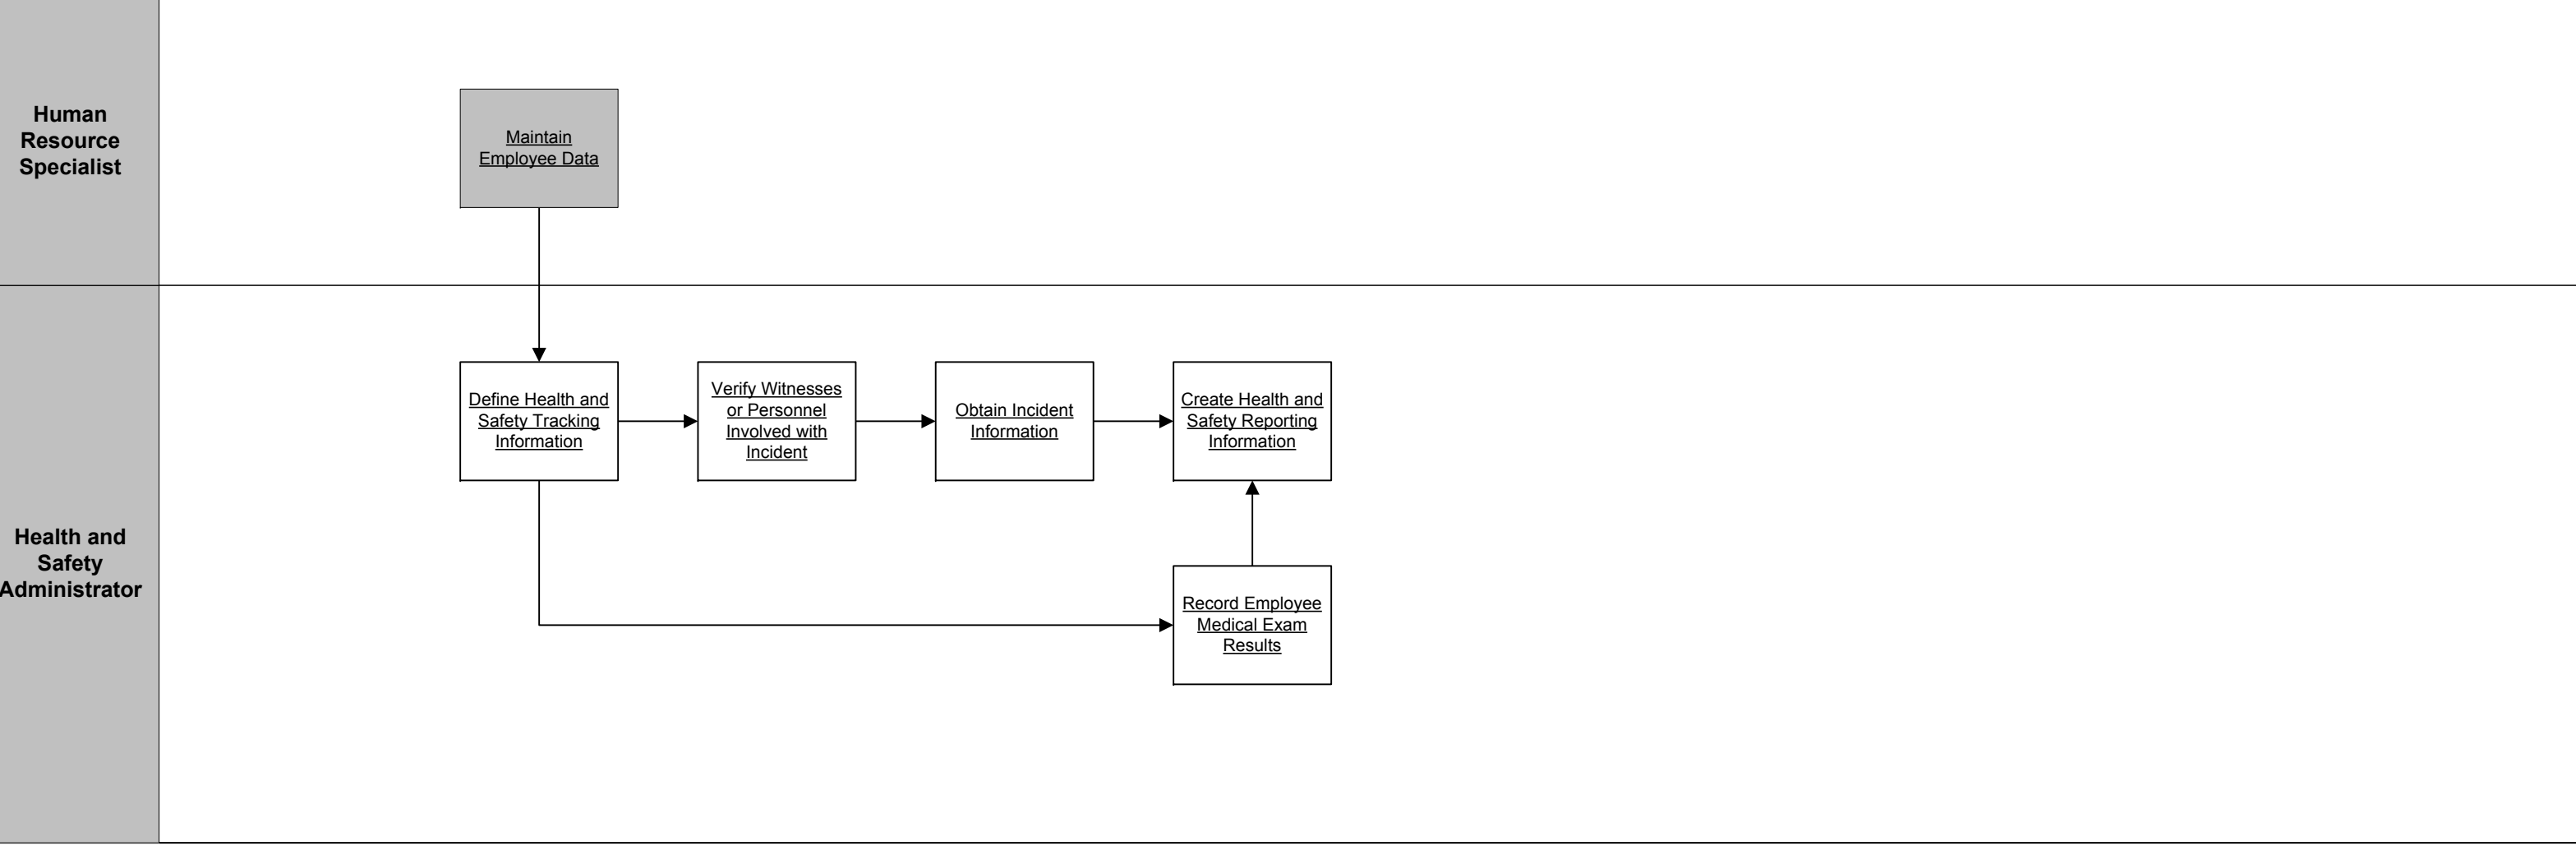 Human
Resource
Specialist
Maintain
Employee Data
Health and
Safety
Administrator
Define Health and
Safety Tracking
Information
Verify Witnesses
or Personnel
Involved with
Incident
Obtain Incident
Information
Create Health and
Safety Reporting
Information
Record Employee
Medical Exam
Results